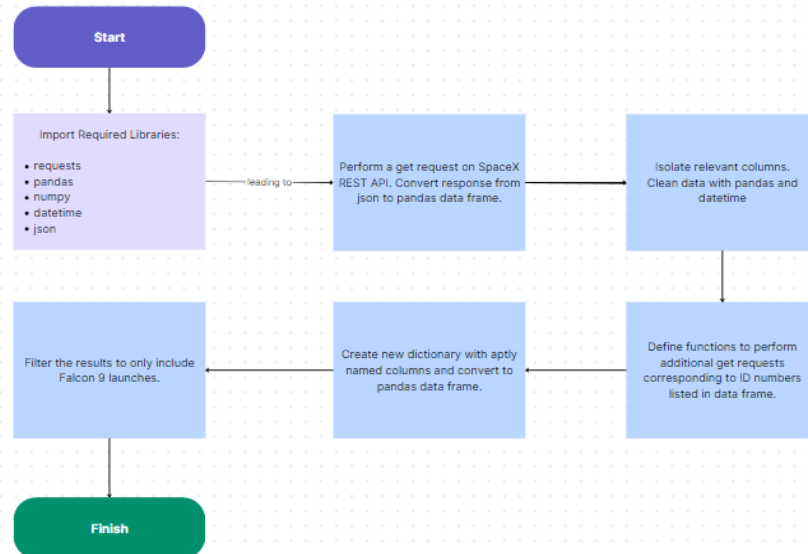 Start
Import Required Libraries:
• requests
• pandas
• numpy
• datetime
• json
leading to
Perform a get request on SpaceX
REST API. Convert response from
json to pandas data frame.
Isolate relevant columns.
Clean data with pandas and
datetime
Define functions to perform
additional get requests
corresponding to ID numbers
listed in data frame.
Create new dictionary with aptly
named columns and convert to
pandas data frame.
Filter the results to only include
Falcon 9 launches.
Finish